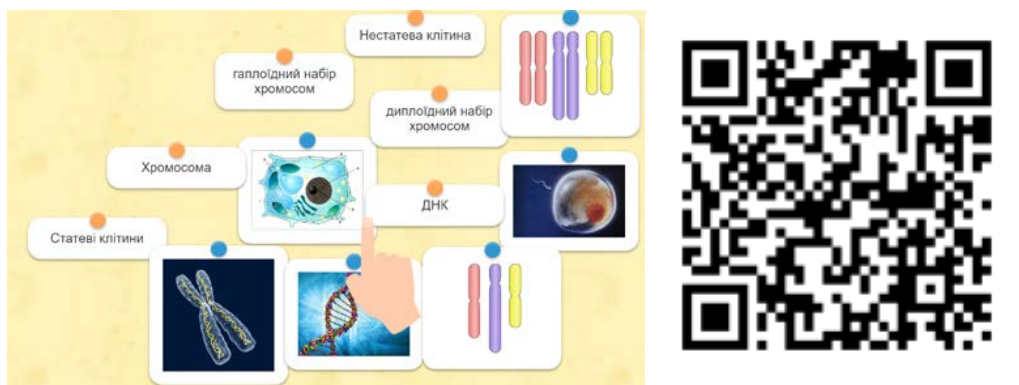 Нестатева клітина
гаплоїдний набір
хромосом
диплоїдний набір
хромосом
Хромосома
ДНК
Статеві клітини